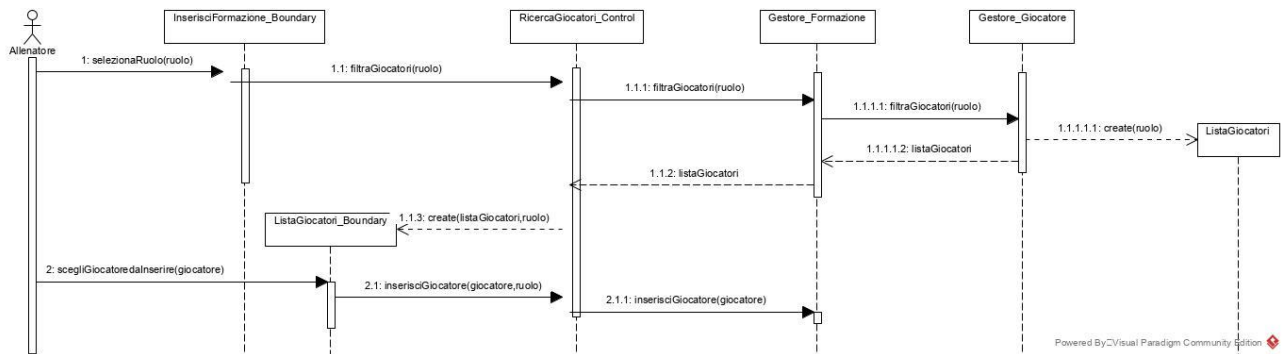 InserisciFormazione_Boundary
RicercaGiocatori_Control
Gestore_Formazione
Gestore_Giocatore
Allenatore
1: selezionaRuolo(ruolo)
1.1: filtraGiocatori(ruolo)
1.1.1: filtraGiocatori(ruolo)
1.1.1.1: filtraGiocatori(ruolo)
1.1.1.1.1: create(ruolo)
ListaGiocatori
1.1.1.1.2: listaGiocatori
1.1.2: listaGiocatori
ListaGiocatori_Boundary
1.1.3: create(listaGiocatori,ruolo)
2: scegliGiocatoredaInserire(giocatore)
2.1: inserisciGiocatore(giocatore,ruolo)
2.1.1: inserisciGiocatore(giocatore)
Powered By Visual Paradigm Community Edition